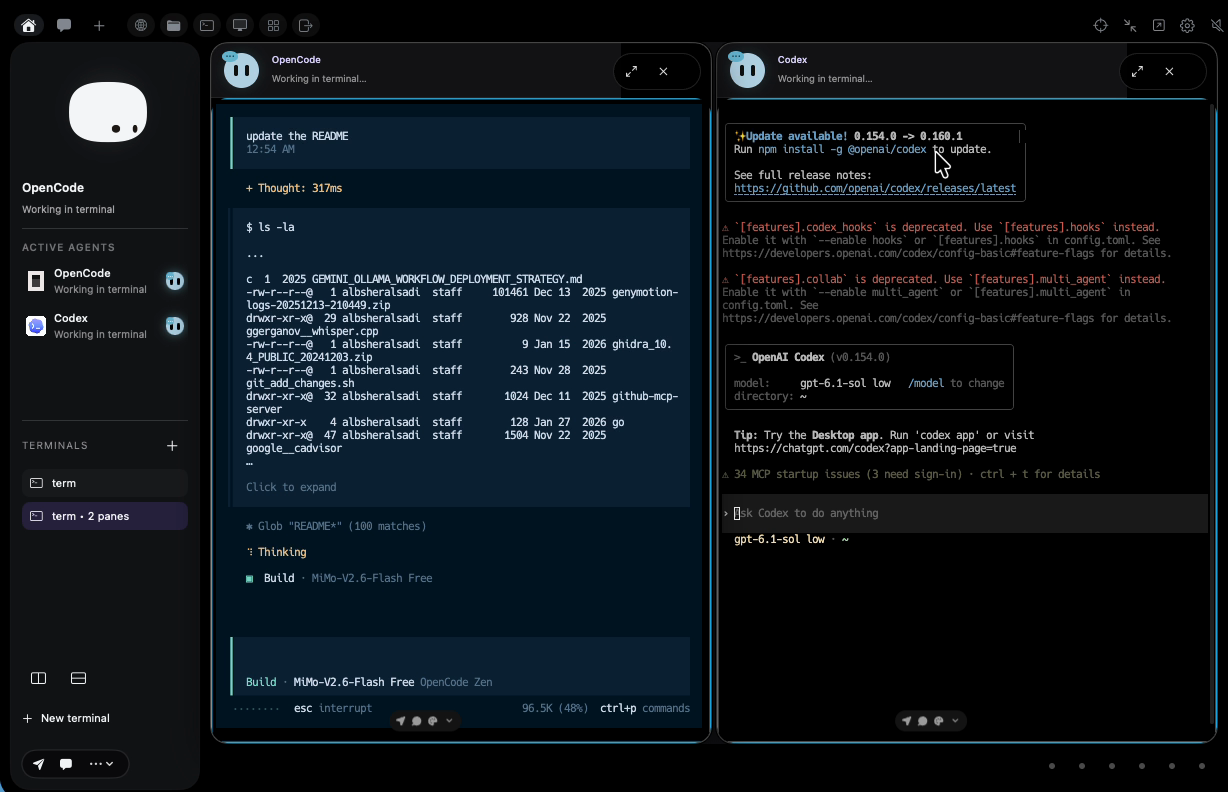 OpenCode
Working in terminal
ACTIVE AGENTS
OpenCode
Working in terminal
Codex
Working in terminal
TERMINALS
term
term • 2 panes
New terminal
OpenCode
Working in terminal...
update the README
12:54 AM
+ Thought: 317ms
$ ls -la
...
c  1  2025 GEMINI_OLLAMA_WORKFLOW_DEPLOYMENT_STRATEGY.md
-rw-r--r--@   1 albsheralsadi  staff     101461 Dec 13  2025 genymotion-
logs-20251213-210449.zip
drwxr-xr-x@  29 albsheralsadi  staff        928 Nov 22  2025
ggerganov__whisper.cpp
-rw-r--r--@   1 albsheralsadi  staff          9 Jan 15  2026 ghidra_10.
4_PUBLIC_20241203.zip
-rw-r--r--@   1 albsheralsadi  staff        243 Nov 28  2025
git_add_changes.sh
drwxr-xr-x@  32 albsheralsadi  staff       1024 Dec 11  2025 github-mcp-
server
drwxr-xr-x    4 albsheralsadi  staff        128 Jan 27  2026 go
drwxr-xr-x@  47 albsheralsadi  staff       1504 Nov 22  2025
google__cadvisor
…
Click to expand
✱ Glob "README*" (100 matches)
Thinking
Build · MiMo-V2.6-Flash Free
Build · MiMo-V2.6-Flash Free OpenCode Zen
esc interrupt
96.5K (48%)  ctrl+p commands
Codex
Working in terminal...
✨Update available! 0.154.0 -> 0.160.1
Run npm install -g @openai/codex to update.
See full release notes:
https://github.com/openai/codex/releases/latest
⚠ `[features].codex_hooks` is deprecated. Use `[features].hooks` instead.
Enable it with `--enable hooks` or `[features].hooks` in config.toml. See
https://developers.openai.com/codex/config-basic#feature-flags for details.
⚠ `[features].collab` is deprecated. Use `[features].multi_agent` instead.
Enable it with `--enable multi_agent` or `[features].multi_agent` in
config.toml. See
https://developers.openai.com/codex/config-basic#feature-flags for details.
>_ OpenAI Codex (v0.154.0)
model:     gpt-6.1-sol low   /model to change
directory: ~
Tip: Try the Desktop app. Run 'codex app' or visit
https://chatgpt.com/codex?app-landing-page=true
⚠ 34 MCP startup issues (3 need sign-in) · ctrl + t for details
› Ask Codex to do anything
gpt-6.1-sol low · ~